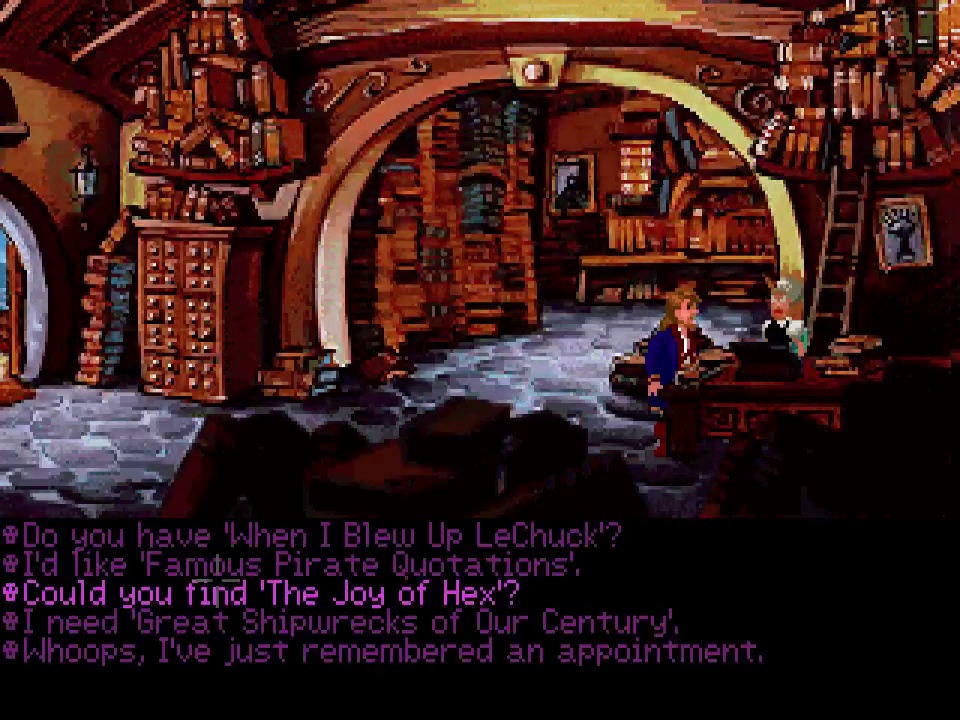 Do you have 'When I Blew Up LeChuck'?
I'd like 'Famous Pirate Quotations'.
Could you find 'The Joy of Hex'?
I need 'Great Shipwrecks of Our Century'.
Whoops, I've just remembered an appointment.